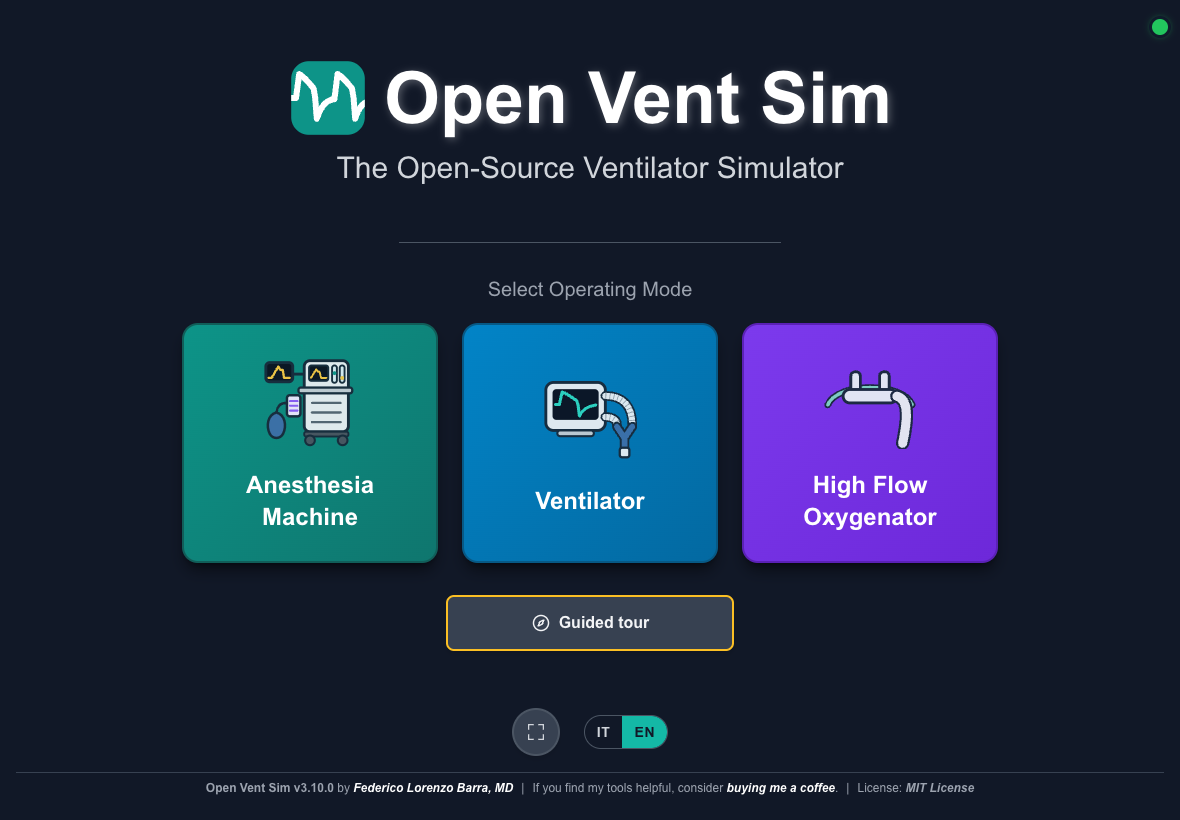 Open Vent Sim
The Open-Source Ventilator Simulator
Select Operating Mode
Anesthesia
Machine
Ventilator
High Flow
Oxygenator
Guided tour
IT EN
Open Vent Sim v3.10.0 by Federico Lorenzo Barra, MD | If you find my tools helpful, consider buying me a coffee. | License: MIT License